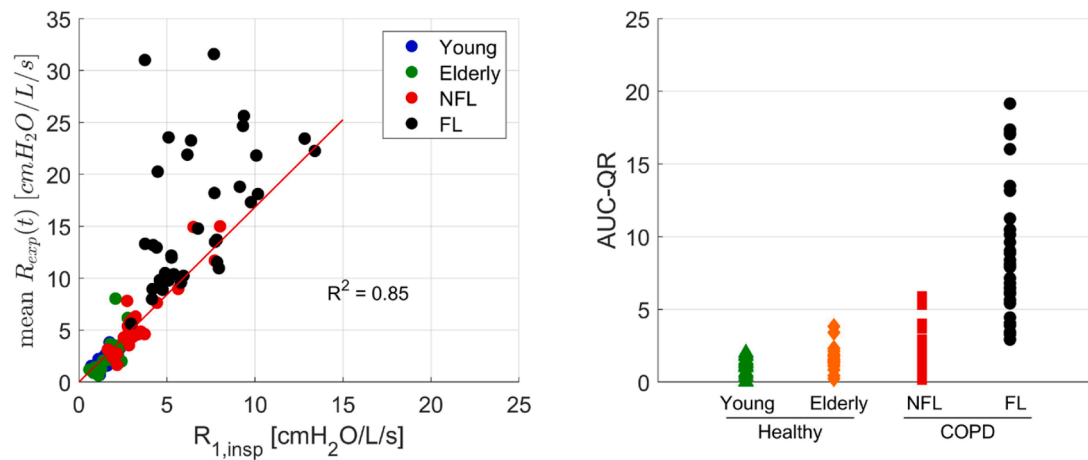 mean R_exp(t) [cmH₂O/L/s]
35
30
25
20
15
10
5
0
Young
Elderly
NFL
FL
R² = 0.85
0 5 10 15 20 25
R₁,insp [cmH₂O/L/s]
AUC-QR
25
20
15
10
5
0
Young Elderly NFL FL
Healthy COPD